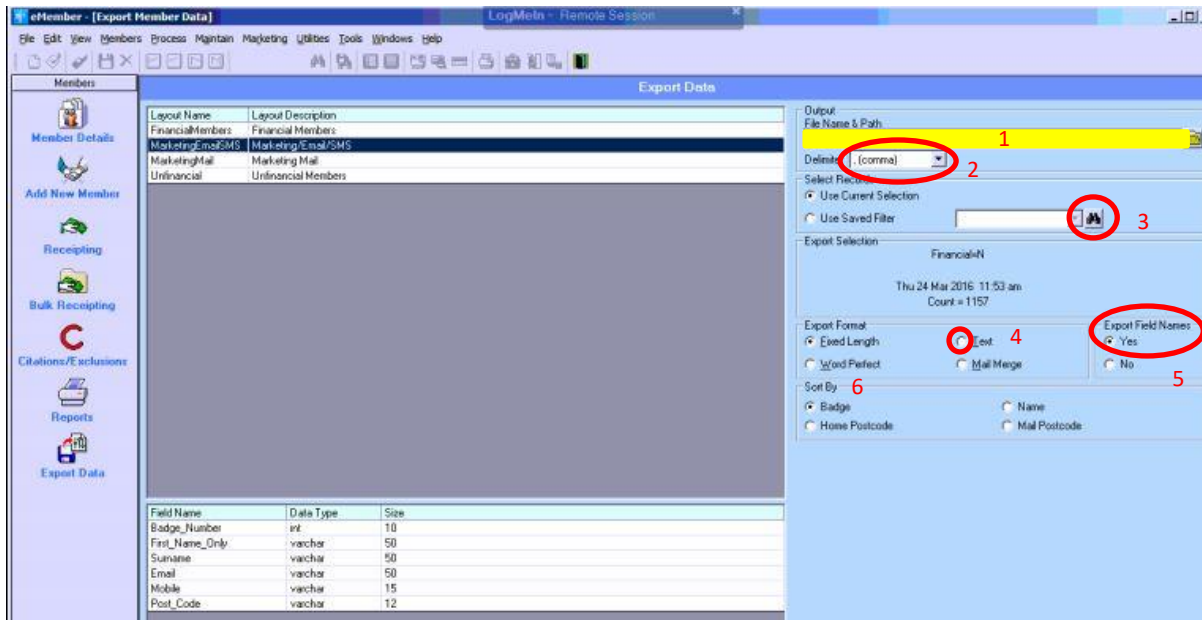 eMember - [Export Member Data]
LogMeIn - Remote Session
File Edit View Members Process Maintain Marketing Utilities Tools Windows Help
Members
Export Data
Member Details
Add New Member
Receipting
Bulk Receipting
Citations/Exclusions
Reports
Export Data
Layout Name Layout Description
FinancialMembers Financial Members
MarketingEmailSMS Marketing/Email/SMS
MarketingMail Marketing Mail
Unfinancial Unfinancial Members
Field Name Data Type Size
Badge_Number int 10
First_Name_Only varchar 50
Surname varchar 50
Email varchar 50
Mobile varchar 15
Post_Code varchar 12
Output
File Name & Path
1
Delimiter , (comma) 2
Select Records
Use Current Selection
Use Saved Filter 3
Export Selection
Financial=N
Thu 24 Mar 2016 11:53 am
Count = 1157
Export Format
Fixed Length Text 4
Word Perfect Mail Merge
Export Field Names
Yes
No 5
Sort By 6
Badge Name
Home Postcode Mail Postcode